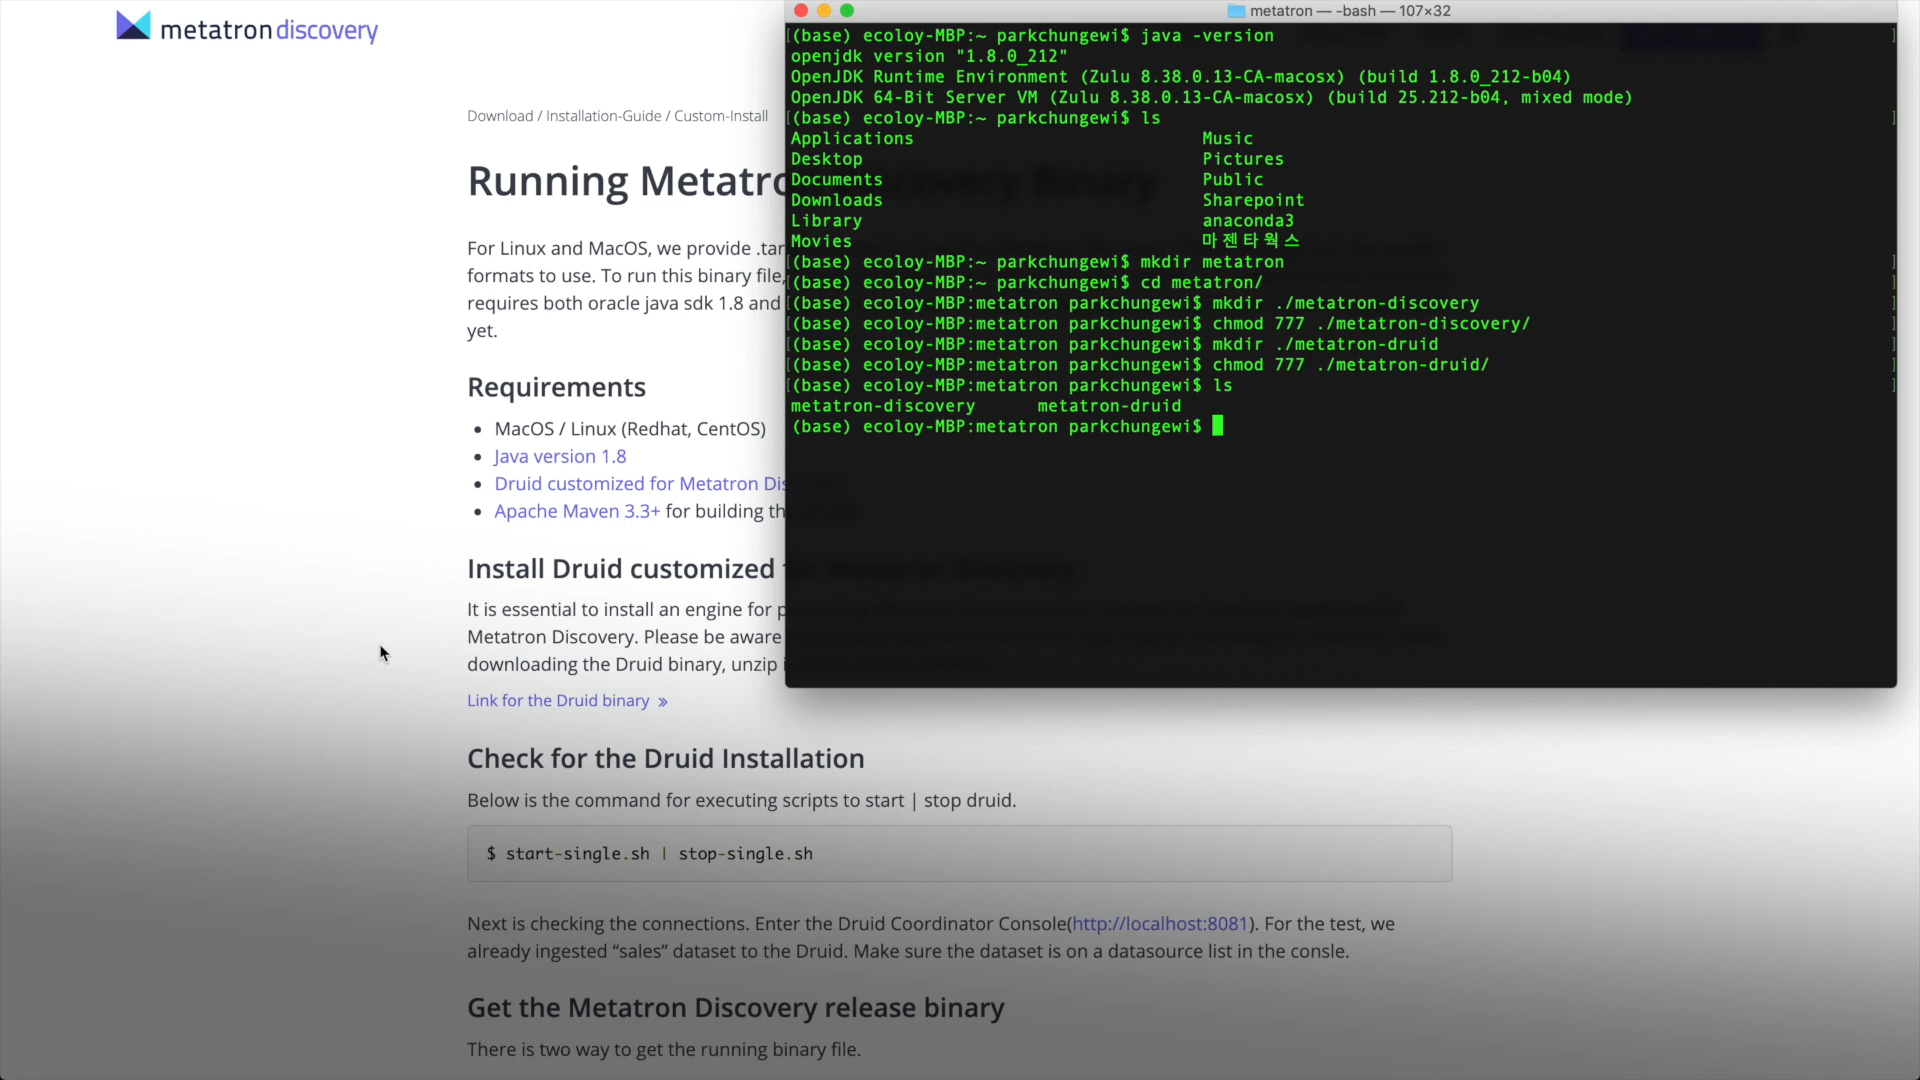 metatron discovery
Download / Installation-Guide / Custom-Install
Running Metatr
For Linux and MacOS, we provide .tar
formats to use. To run this binary file,
requires both oracle java sdk 1.8 and
yet.
Requirements
MacOS / Linux (Redhat, CentOS)
Java version 1.8
Druid customized for Metatron Dis
Apache Maven 3.3+ for building th
Install Druid customized
It is essential to install an engine for p
Metatron Discovery. Please be aware
downloading the Druid binary, unzip i
Link for the Druid binary »
Check for the Druid Installation
Below is the command for executing scripts to start | stop druid.
$ start-single.sh | stop-single.sh
Next is checking the connections. Enter the Druid Coordinator Console(http://localhost:8081). For the test, we
already ingested “sales” dataset to the Druid. Make sure the dataset is on a datasource list in the consle.
Get the Metatron Discovery release binary
There is two way to get the running binary file.
metatron — -bash — 107×32
[(base) ecoloy-MBP:~ parkchungewi$ java -version ]
openjdk version "1.8.0_212"
OpenJDK Runtime Environment (Zulu 8.38.0.13-CA-macosx) (build 1.8.0_212-b04)
OpenJDK 64-Bit Server VM (Zulu 8.38.0.13-CA-macosx) (build 25.212-b04, mixed mode)
[(base) ecoloy-MBP:~ parkchungewi$ ls ]
Applications Music
Desktop Pictures
Documents Public
Downloads Sharepoint
Library anaconda3
Movies 마젠타웍스
[(base) ecoloy-MBP:~ parkchungewi$ mkdir metatron ]
[(base) ecoloy-MBP:~ parkchungewi$ cd metatron/ ]
[(base) ecoloy-MBP:metatron parkchungewi$ mkdir ./metatron-discovery ]
[(base) ecoloy-MBP:metatron parkchungewi$ chmod 777 ./metatron-discovery/ ]
[(base) ecoloy-MBP:metatron parkchungewi$ mkdir ./metatron-druid ]
[(base) ecoloy-MBP:metatron parkchungewi$ chmod 777 ./metatron-druid/ ]
[(base) ecoloy-MBP:metatron parkchungewi$ ls ]
metatron-discovery metatron-druid
(base) ecoloy-MBP:metatron parkchungewi$